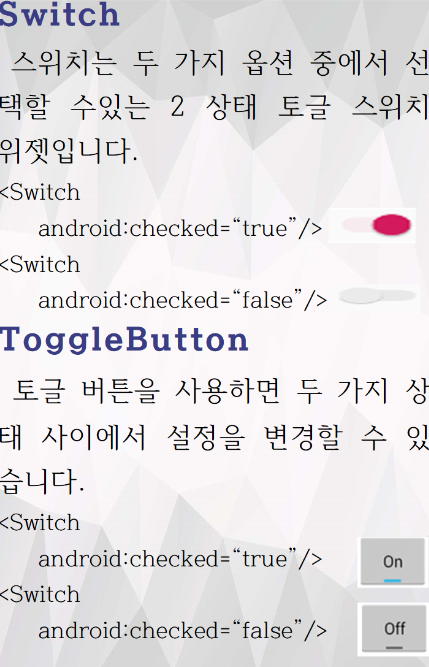 Switch
스위치는 두 가지 옵션 중에서 선
택할 수있는 2 상태 토글 스위치
위젯입니다.
<Switch
android:checked=“true”/>
<Switch
android:checked=“false”/>
ToggleButton
토글 버튼을 사용하면 두 가지 상
태 사이에서 설정을 변경할 수 있
습니다.
<Switch
android:checked=“true”/>
On
<Switch
android:checked=“false”/>
Off